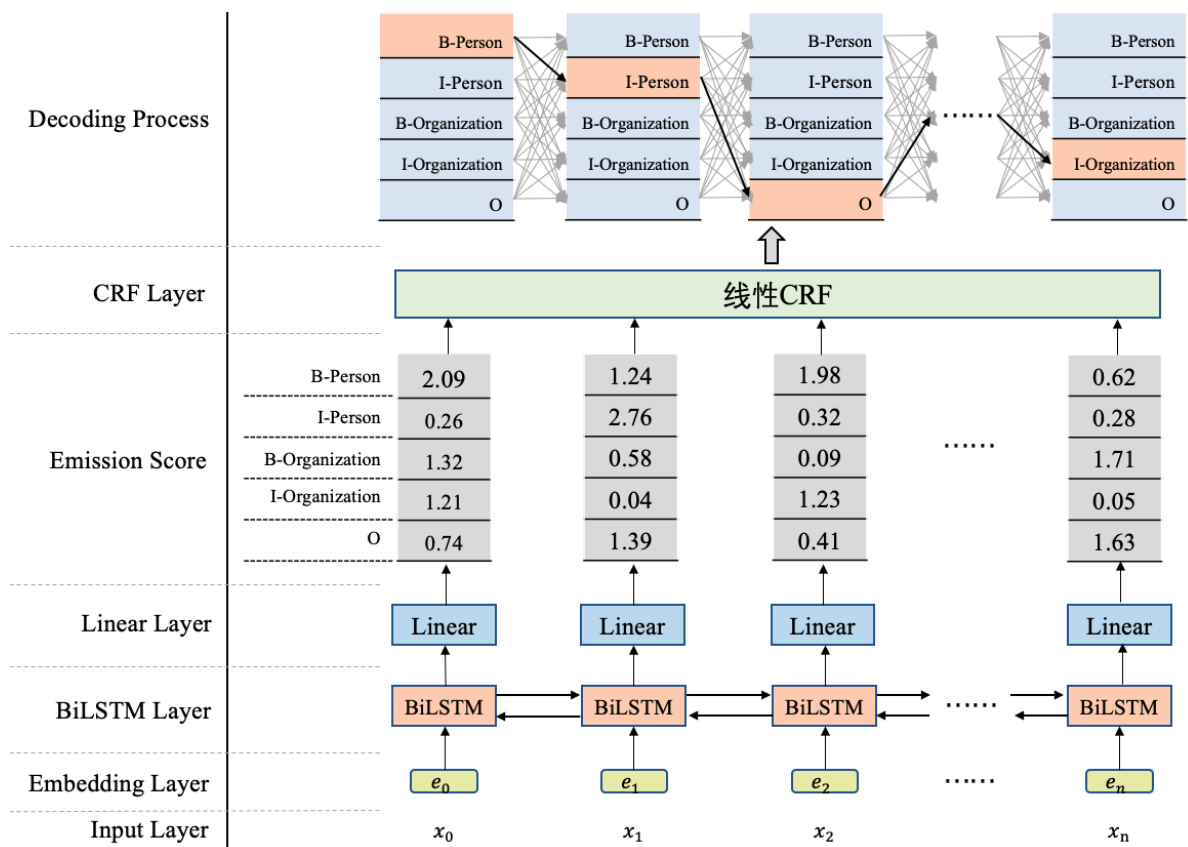 B-Person B-Person B-Person B-Person
I-Person I-Person I-Person I-Person
Decoding Process B-Organization B-Organization B-Organization ...... B-Organization
I-Organization I-Organization I-Organization I-Organization
O O O O
CRF Layer 线性CRF
B-Person 2.09 1.24 1.98 0.62
I-Person 0.26 2.76 0.32 0.28
Emission Score B-Organization 1.32 0.58 0.09 ...... 1.71
I-Organization 1.21 0.04 1.23 0.05
O 0.74 1.39 0.41 1.63
Linear Layer Linear Linear Linear Linear
BiLSTM Layer BiLSTM BiLSTM BiLSTM ...... BiLSTM
Embedding Layer e0 e1 e2 ...... en
Input Layer x0 x1 x2 xn